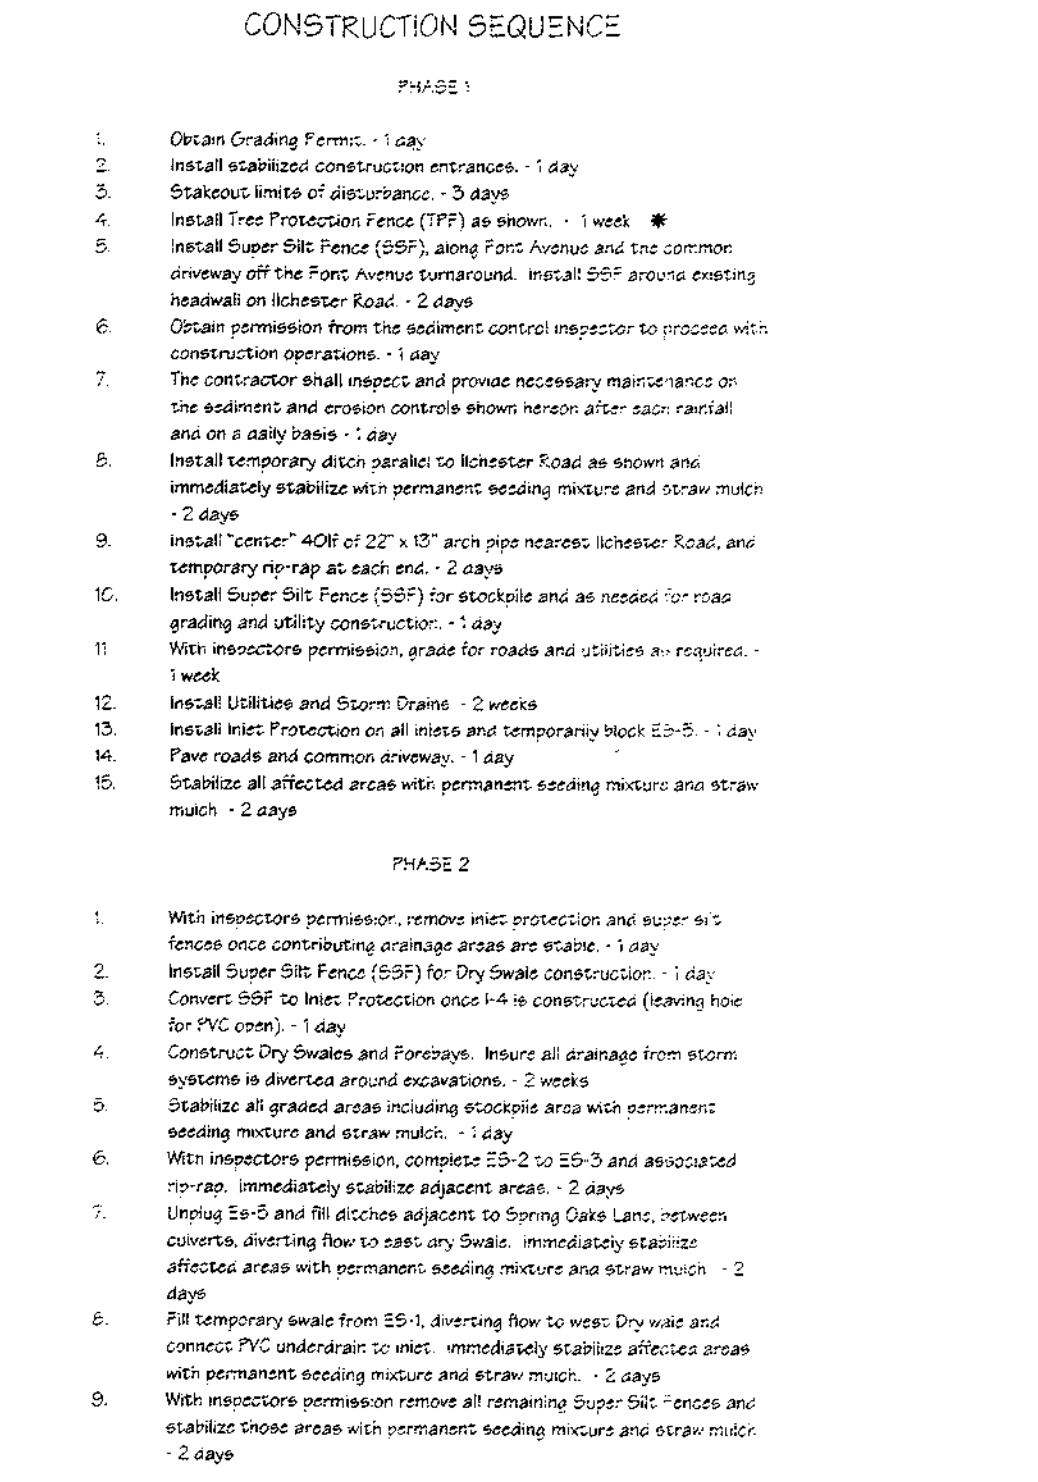 CONSTRUCTION SEQUENCE
PHASE 1
1. Obtain Grading Permit. - 1 day
2. Install stabilized construction entrances. - 1 day
3. Stakeout limits of disturbance. - 3 days
4. Install Tree Protection Fence (TPF) as shown. - 1 week *
5. Install Super Silt Fence (SSF), along Font Avenue and the common
driveway off the Font Avenue turnaround. Install SSF around existing
headwall on Ilchester Road. - 2 days
6. Obtain permission from the sediment control inspector to proceed with
construction operations. - 1 day
7. The contractor shall inspect and provide necessary maintenance on
the sediment and erosion controls shown hereon after each rainfall
and on a daily basis - 1 day
8. Install temporary ditch parallel to Ilchester Road as shown and
immediately stabilize with permanent seeding mixture and straw mulch
- 2 days
9. Install "center" 40lf of 22" x 13" arch pipe nearest Ilchester Road, and
temporary rip-rap at each end. - 2 days
10. Install Super Silt Fence (SSF) for stockpile and as needed for road
grading and utility construction. - 1 day
11 With inspectors permission, grade for roads and utilities as required. -
1 week
12. Install Utilities and Storm Drains - 2 weeks
13. Install Inlet Protection on all inlets and temporarily block ES-5. - 1 day
14. Pave roads and common driveway. - 1 day
15. Stabilize all affected areas with permanent seeding mixture and straw
mulch - 2 days
PHASE 2
1. With inspectors permission, remove inlet protection and super silt
fences once contributing drainage areas are stable. - 1 day
2. Install Super Silt Fence (SSF) for Dry Swale construction. - 1 day
3. Convert SSF to Inlet Protection once I-4 is constructed (leaving hole
for PVC open). - 1 day
4. Construct Dry Swales and Forebays. Insure all drainage from storm
systems is diverted around excavations. - 2 weeks
5. Stabilize all graded areas including stockpile area with permanent
seeding mixture and straw mulch. - 1 day
6. With inspectors permission, complete ES-2 to ES-3 and associated
rip-rap. Immediately stabilize adjacent areas. - 2 days
7. Unplug Es-5 and fill ditches adjacent to Spring Oaks Lane, between
culverts, diverting flow to east dry Swale. Immediately stabilize
affected areas with permanent seeding mixture and straw mulch - 2
days
8. Fill temporary swale from ES-1, diverting flow to west Dry wale and
connect PVC underdrain to inlet. Immediately stabilize affected areas
with permanent seeding mixture and straw mulch. - 2 days
9. With inspectors permission remove all remaining Super Silt Fences and
stabilize those areas with permanent seeding mixture and straw mulch
- 2 days